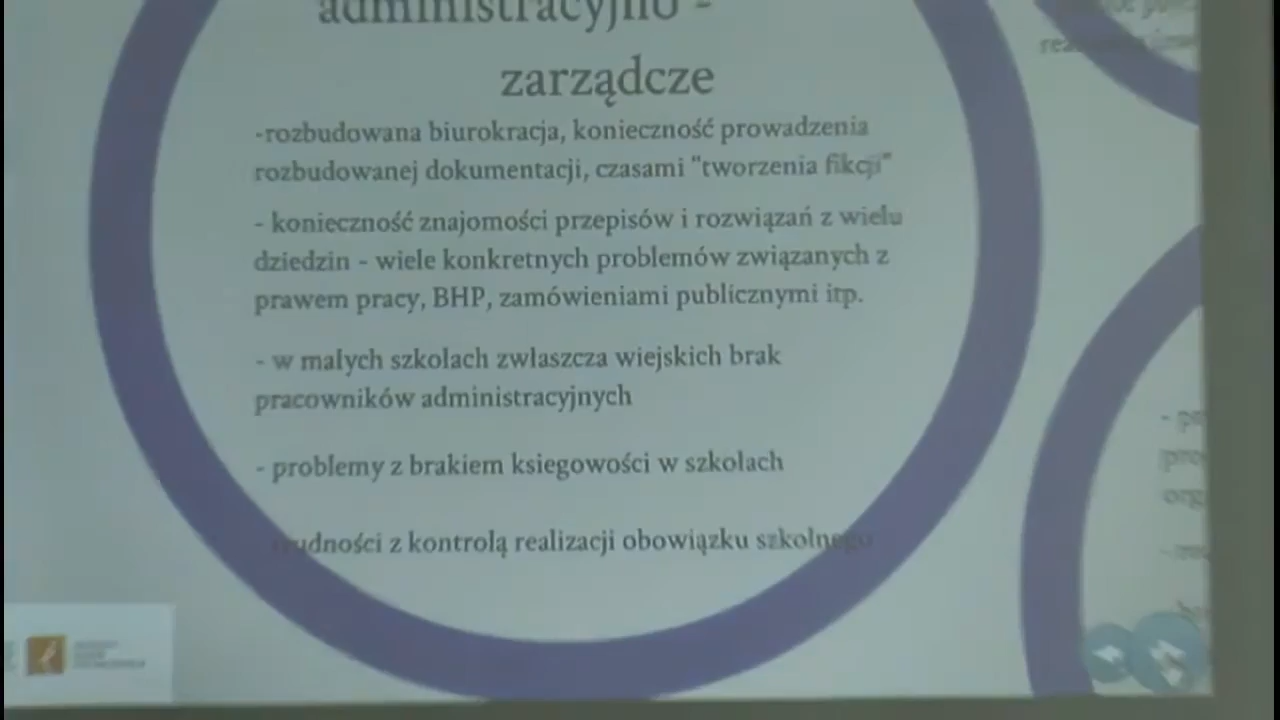 administracyjno -
zarządcze
-rozbudowana biurokracja, konieczność prowadzenia
rozbudowanej dokumentacji, czasami "tworzenia fikcji"
- konieczność znajomości przepisów i rozwiązań z wielu
dziedzin - wiele konkretnych problemów związanych z
prawem pracy, BHP, zamówieniami publicznymi itp.
- w małych szkołach zwłaszcza wiejskich brak
pracowników administracyjnych
- problemy z brakiem ksiegowości w szkołach
z kontrolą realizacji obowiązku szkolnego